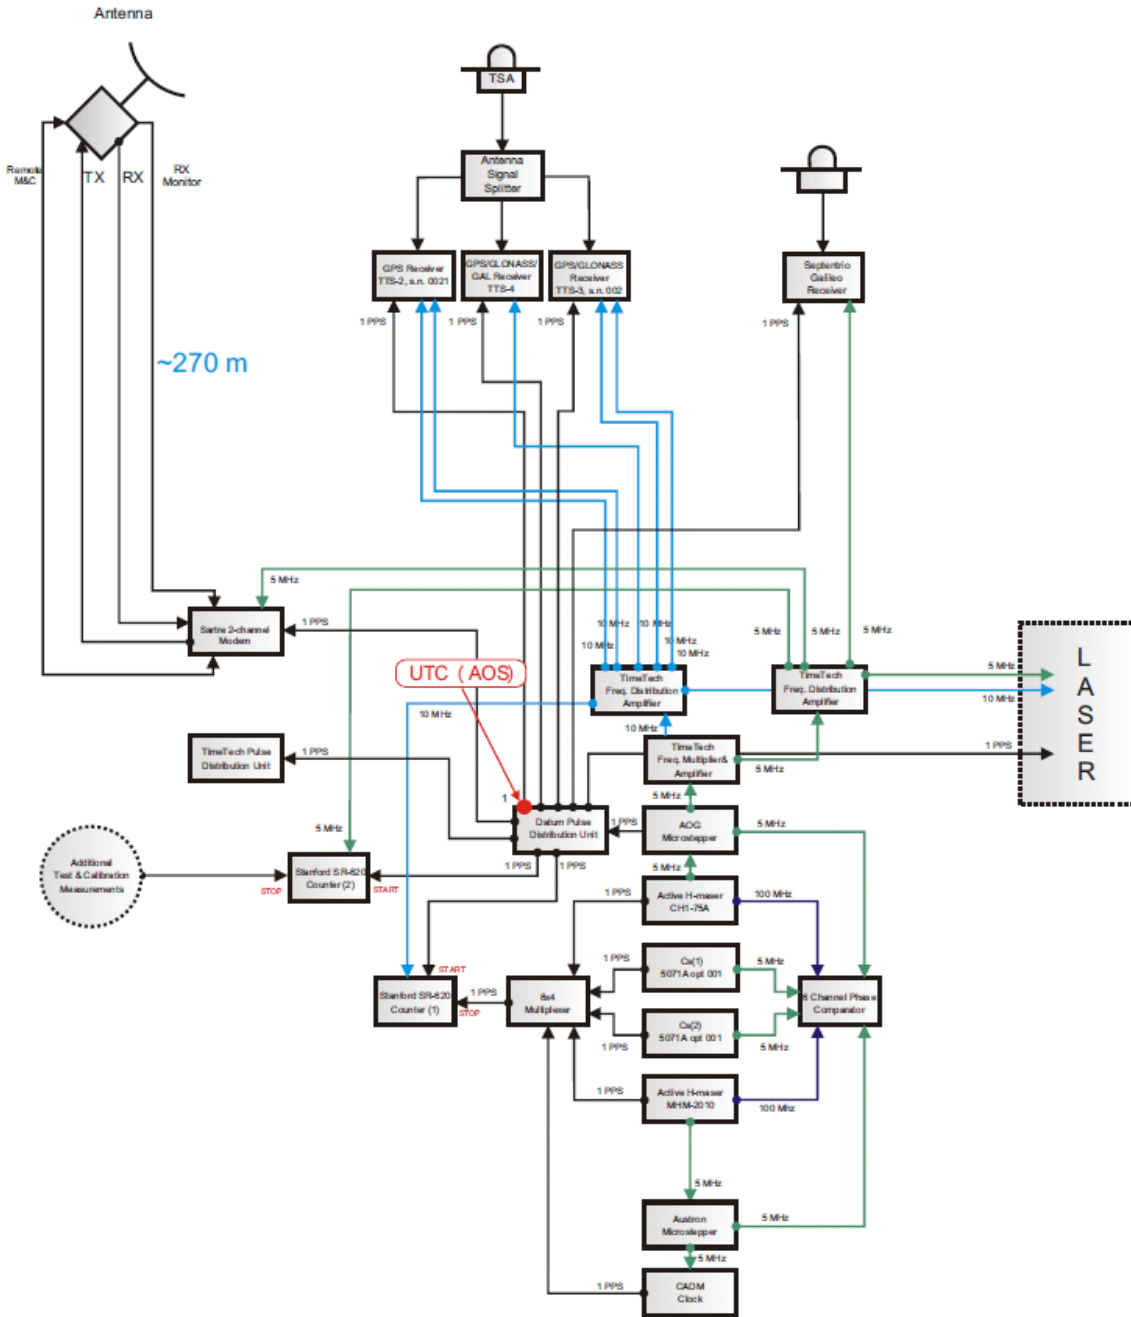 Antenna
TSA
Antenna
Signal
Splitter
Remote
M&C
TX
RX
RX
Monitor
GPS Receiver
TTS-2, s.n. 0021
GPS/GLONASS/
GAL Receiver
TTS-4
GPS/GLONASS
Receiver
TTS-3, s.n. 002
Septentrio
Galileo
Receiver
1 PPS
1 PPS
1 PPS
1 PPS
~270 m
5 MHz
Sartre 2-channel
Modem
1 PPS
10 MHz
10 MHz
10 MHz
10 MHz
10 MHz
5 MHz
5 MHz
5 MHz
UTC ( AOS)
TimeTech
Freq. Distribution
Amplifier
TimeTech
Freq. Distribution
Amplifier
5 MHz
10 MHz
1 PPS
L
A
S
E
R
10 MHz
10 MHz
TimeTech Pulse
Distribution Unit
1 PPS
TimeTech
Freq. Multiplier&
Amplifier
5 MHz
5 MHz
1
Datum Pulse
Distribution Unit
1 PPS
AOG
Microstepper
5 MHz
5 MHz
Additional
Test & Calibration
Measurements
STOP
Stanford SR-620
Counter (2)
START
1 PPS
1 PPS
5 MHz
1 PPS
Active H-maser
CH1-75A
100 MHz
START
Stanford SR-620
Counter (1)
STOP
1 PPS
8x4
Multiplexer
1 PPS
Cs(1)
5071A opt 001
5 MHz
6 Channel Phase
Comparator
1 PPS
Cs(2)
5071A opt 001
5 MHz
1 PPS
Active H-maser
MHM-2010
100 Mhz
5 MHz
Austron
Microstepper
5 MHz
5 MHz
1 PPS
CADM
Clock